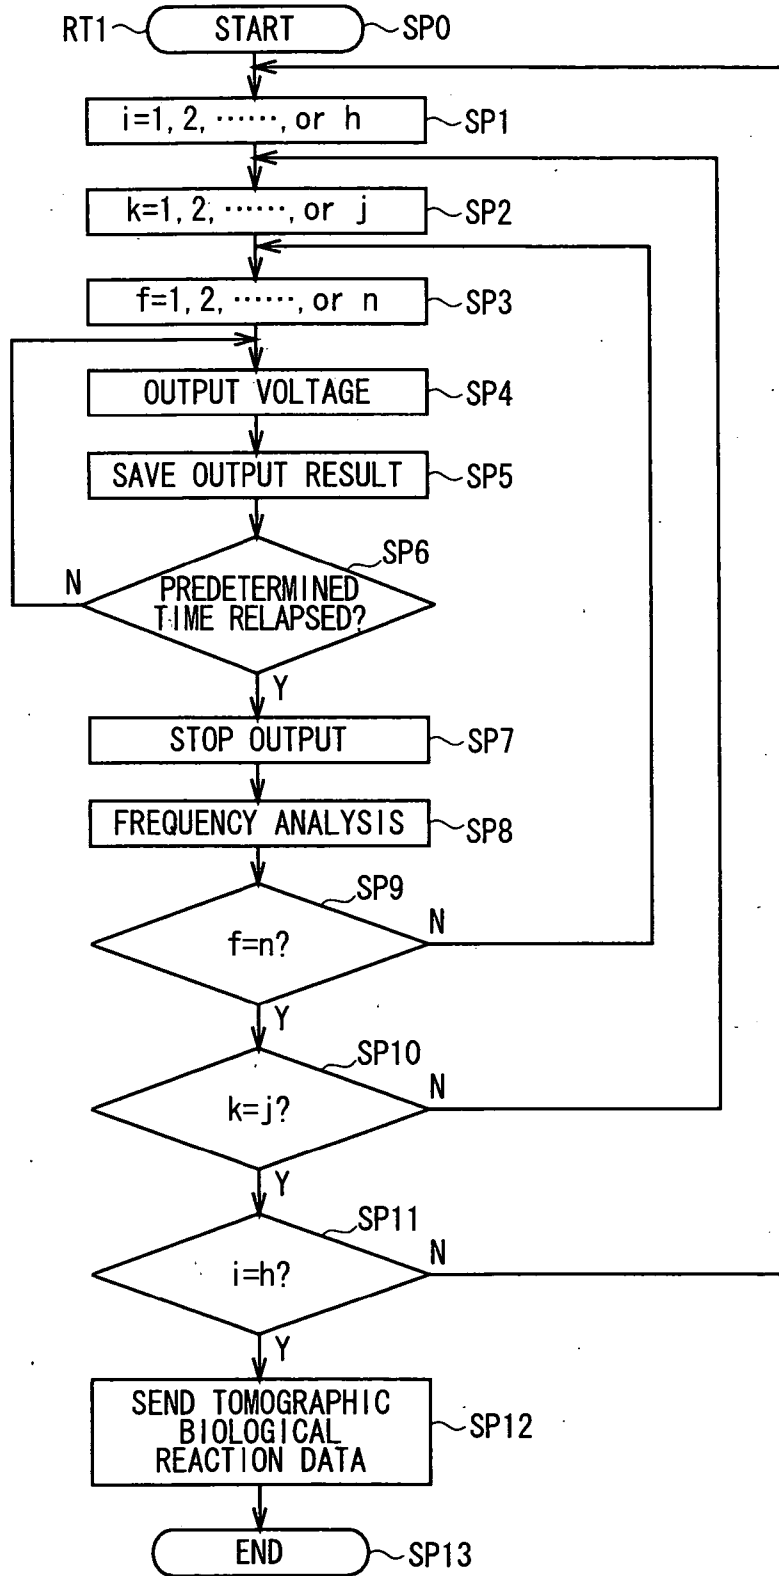 RT1 START SP0
i=1, 2, ······, or h SP1
k=1, 2, ······, or j SP2
f=1, 2, ······, or n SP3
OUTPUT VOLTAGE SP4
SAVE OUTPUT RESULT SP5
SP6
N
PREDETERMINED
TIME RELAPSED?
Y
STOP OUTPUT SP7
FREQUENCY ANALYSIS SP8
SP9
f=n? N
Y
SP10
k=j? N
Y
SP11
i=h? N
Y
SEND TOMOGRAPHIC
BIOLOGICAL
REACTION DATA
SP12
END SP13